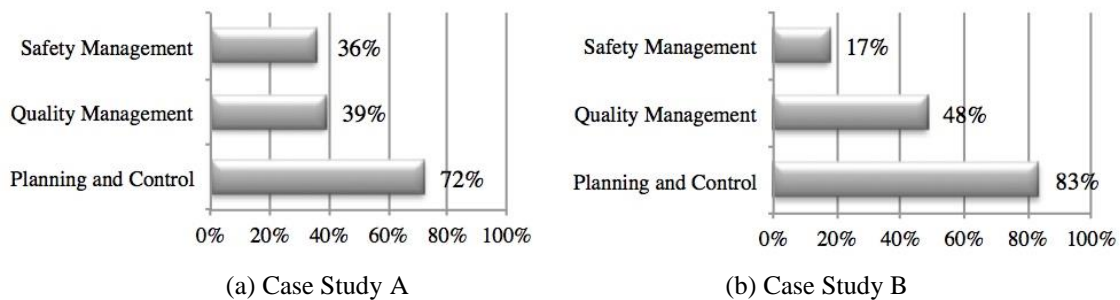 Safety Management 36%
Quality Management 39%
Planning and Control 72%
0% 20% 40% 60% 80% 100%
(a) Case Study A
Safety Management 17%
Quality Management 48%
Planning and Control 83%
0% 20% 40% 60% 80% 100%
(b) Case Study B